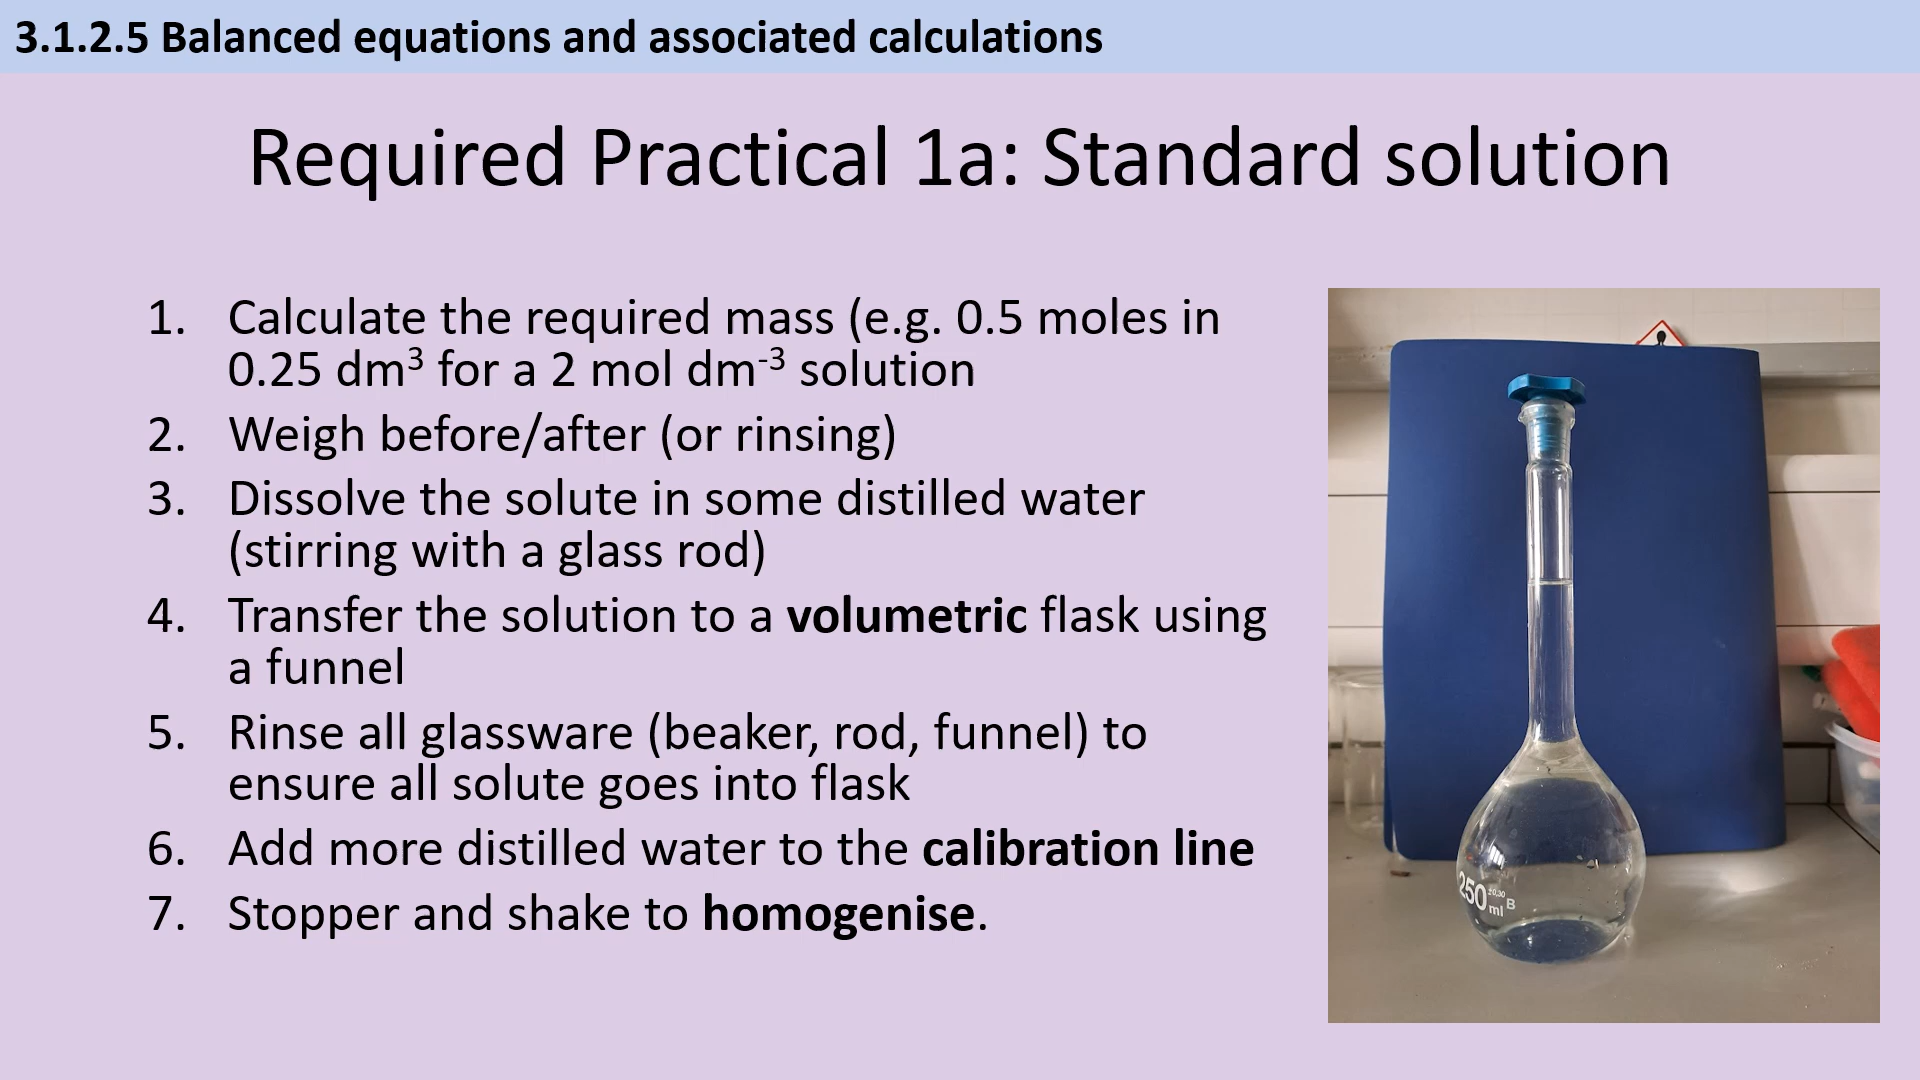 3.1.2.5 Balanced equations and associated calculations
Required Practical 1a: Standard solution
1. Calculate the required mass (e.g. 0.5 moles in
0.25 dm³ for a 2 mol dm⁻³ solution
2. Weigh before/after (or rinsing)
3. Dissolve the solute in some distilled water
(stirring with a glass rod)
4. Transfer the solution to a volumetric flask using
a funnel
5. Rinse all glassware (beaker, rod, funnel) to
ensure all solute goes into flask
6. Add more distilled water to the calibration line
7. Stopper and shake to homogenise.
250 ±0,30
ml B